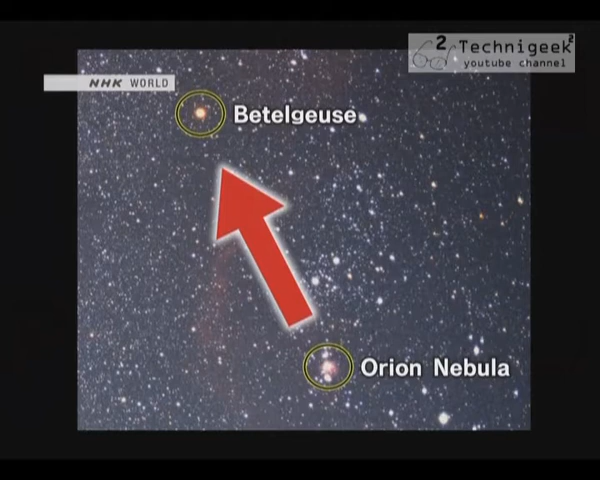 2 Technigeek 2
youtube channel
NHK WORLD
Betelgeuse
Orion Nebula